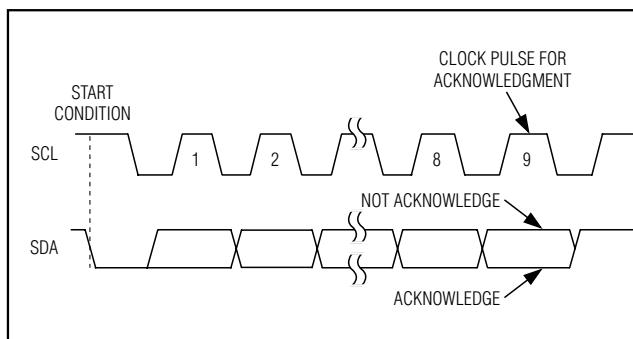 CLOCK PULSE FOR
ACKNOWLEDGMENT
START
CONDITION
SCL
1
2
8
9
NOT ACKNOWLEDGE
SDA
ACKNOWLEDGE